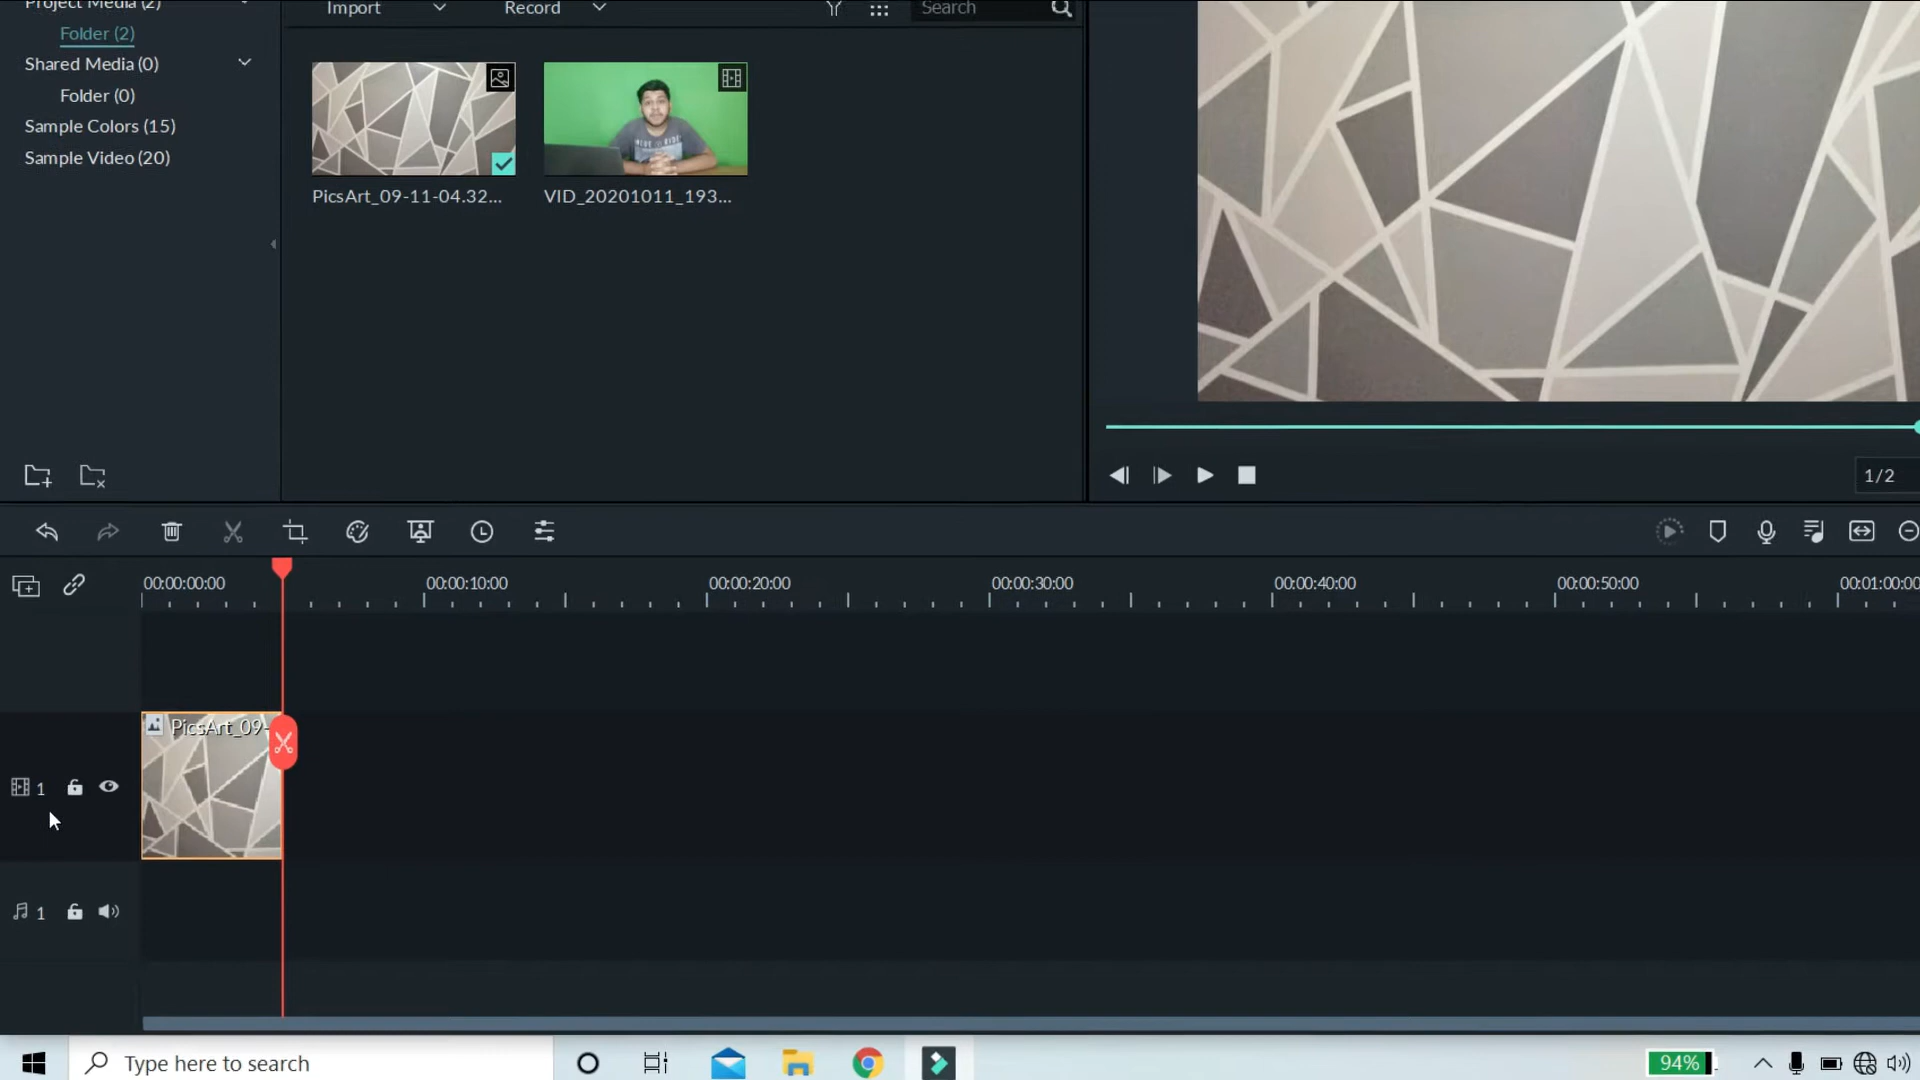 Project Media (2)
Import
Record
Search
Folder (2)
Shared Media (0)
Folder (0)
Sample Colors (15)
Sample Video (20)
PicsArt_09-11-04.32...
VID_20201011_193...
1/2
00:00:00:00
00:00:10:00
00:00:20:00
00:00:30:00
00:00:40:00
00:00:50:00
00:01:00:00
PicsArt_09-
1
1
Type here to search
94%